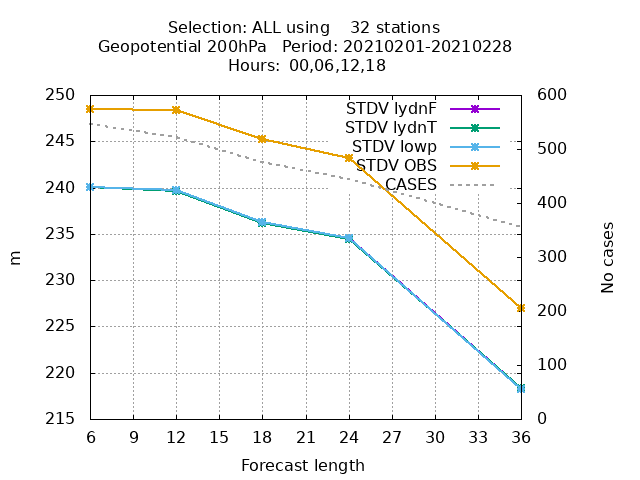 Selection: ALL using    32 stations
Geopotential 200hPa   Period: 20210201-20210228
Hours: 00,06,12,18
250
245
240
235
230
225
220
215
m
600
500
400
300
200
100
0
No cases
STDV lydnF
STDV lydnT
STDV lowp
STDV OBS
CASES
6 9 12 15 18 21 24 27 30 33 36
Forecast length